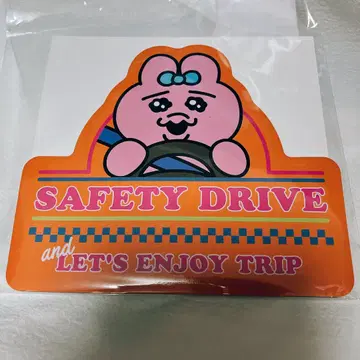 SAFETY DRIVE
and
LET'S ENJOY TRIP